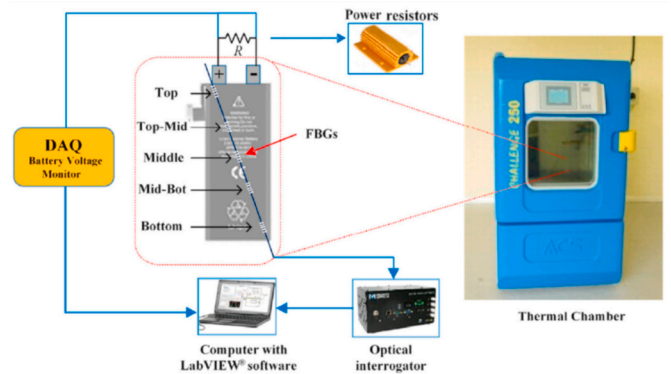 Power resistors
R
+
-
Top
Top-Mid
FBGs
Middle
Mid-Bot
Bottom
DAQ
Battery Voltage
Monitor
CHALLENGE 250
ACS
Thermal Chamber
Computer with
LabVIEW® software
Optical
interrogator